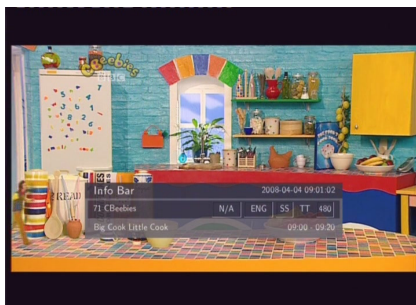 CBeebies
Info Bar 2008-04-04 09:01:02
71 CBeebies N/A ENG SS TT 480
Big Cook Little Cook 09:00 - 09:20
READ